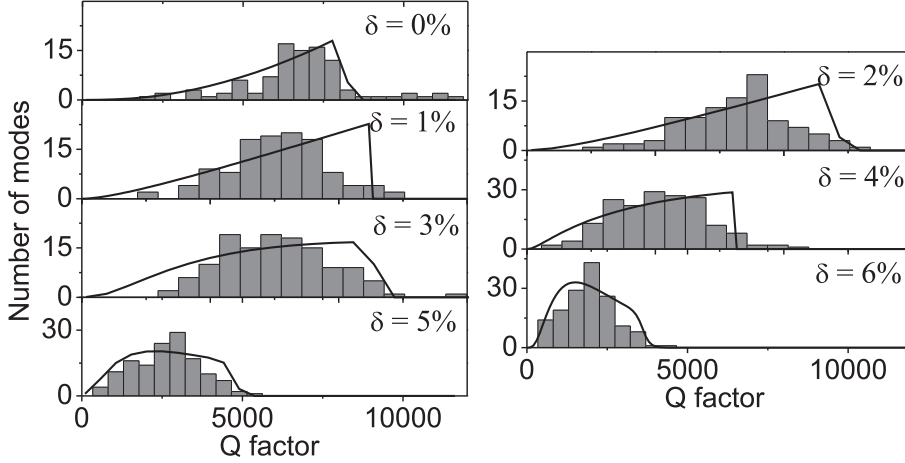 Number of modes
15
0
δ = 0%
15
0
δ = 1%
15
0
δ = 3%
30
0
δ = 5%
0 5000 10000
Q factor
15
0
δ = 2%
30
0
δ = 4%
30
0
δ = 6%
0 5000 10000
Q factor